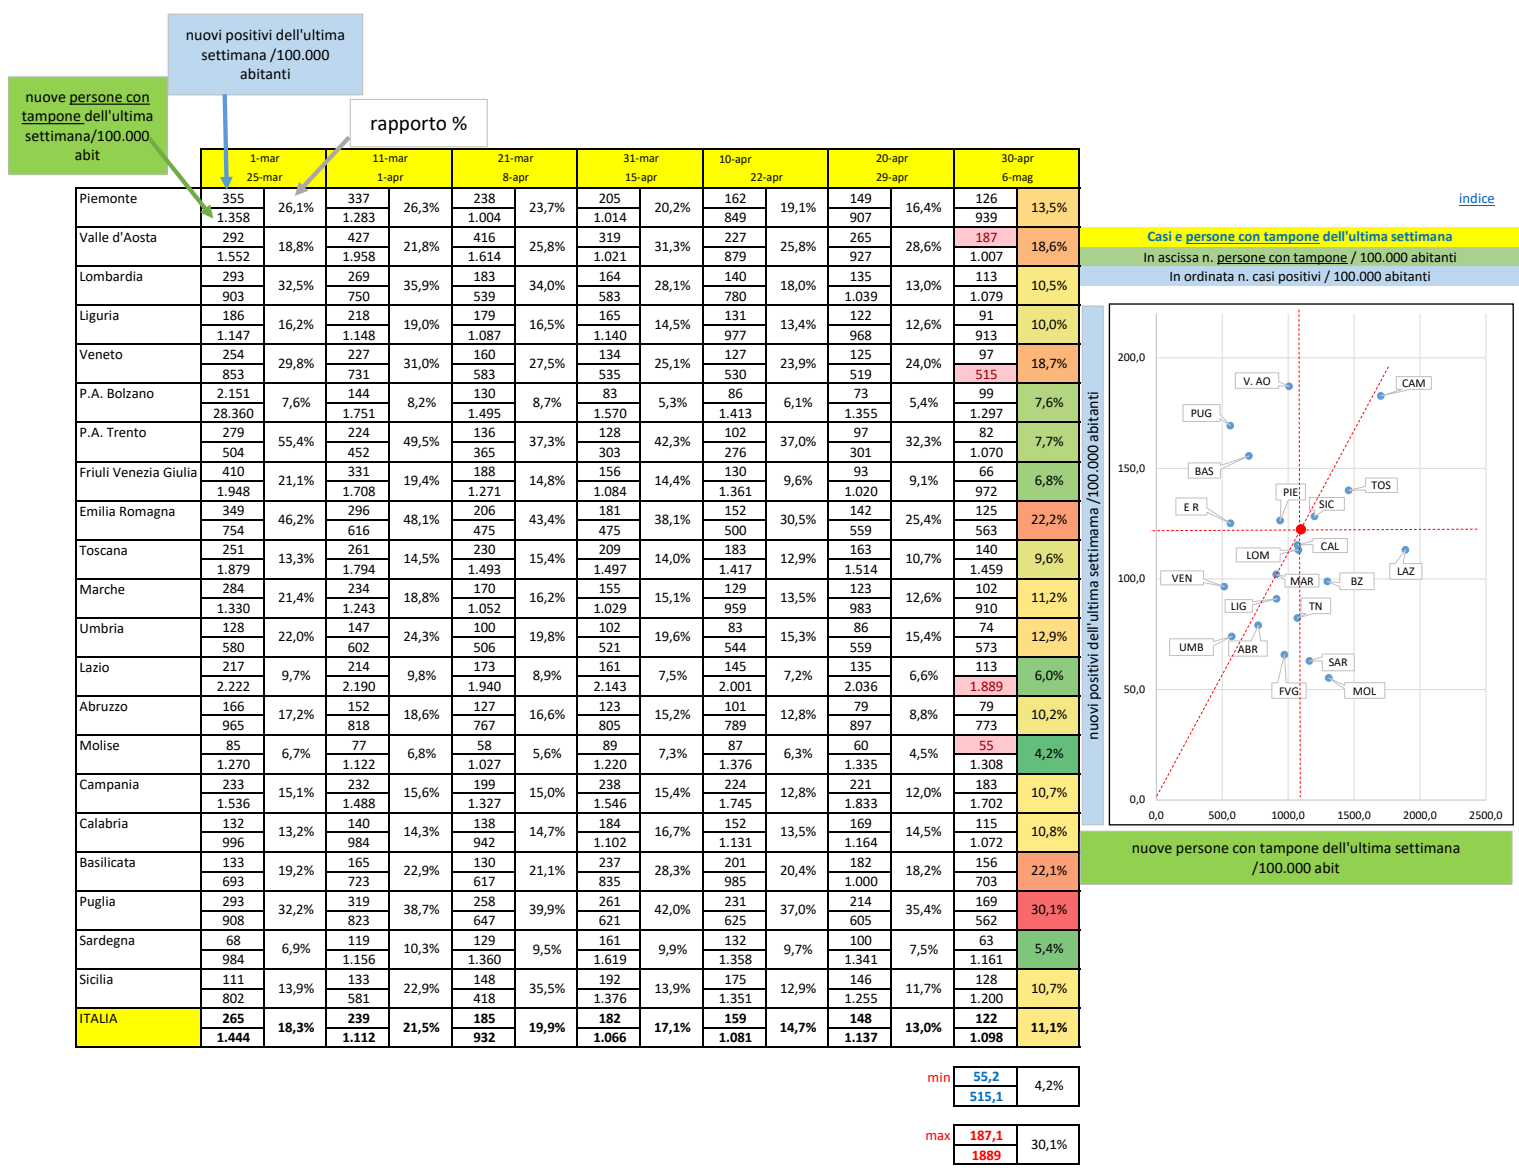 nuovi positivi dell'ultima
settimana /100.000
abitanti
nuove persone con
tampone dell'ultima
settimana/100.000
abit
rapporto %
1-mar 11-mar 21-mar 31-mar 10-apr 20-apr 30-apr
25-mar 1-apr 8-apr 15-apr 22-apr 29-apr 6-mag
Piemonte 355 26,1% 337 26,3% 238 23,7% 205 20,2% 162 19,1% 149 16,4% 126 13,5%
1.358 1.283 1.004 1.014 849 907 939
Valle d'Aosta 292 18,8% 427 21,8% 416 25,8% 319 31,3% 227 25,8% 265 28,6% 187 18,6%
1.552 1.958 1.614 1.021 879 927 1.007
Lombardia 293 32,5% 269 35,9% 183 34,0% 164 28,1% 140 18,0% 135 13,0% 113 10,5%
903 750 539 583 780 1.039 1.079
Liguria 186 16,2% 218 19,0% 179 16,5% 165 14,5% 131 13,4% 122 12,6% 91 10,0%
1.147 1.148 1.087 1.140 977 968 913
Veneto 254 29,8% 227 31,0% 160 27,5% 134 25,1% 127 23,9% 125 24,0% 97 18,7%
853 731 583 535 530 519 515
P.A. Bolzano 2.151 7,6% 144 8,2% 130 8,7% 83 5,3% 86 6,1% 73 5,4% 99 7,6%
28.360 1.751 1.495 1.570 1.413 1.355 1.297
P.A. Trento 279 55,4% 224 49,5% 136 37,3% 128 42,3% 102 37,0% 97 32,3% 82 7,7%
504 452 365 303 276 301 1.070
Friuli Venezia Giulia 410 21,1% 331 19,4% 188 14,8% 156 14,4% 130 9,6% 93 9,1% 66 6,8%
1.948 1.708 1.271 1.084 1.361 1.020 972
Emilia Romagna 349 46,2% 296 48,1% 206 43,4% 181 38,1% 152 30,5% 142 25,4% 125 22,2%
754 616 475 475 500 559 563
Toscana 251 13,3% 261 14,5% 230 15,4% 209 14,0% 183 12,9% 163 10,7% 140 9,6%
1.879 1.794 1.493 1.497 1.417 1.514 1.459
Marche 284 21,4% 234 18,8% 170 16,2% 155 15,1% 129 13,5% 123 12,6% 102 11,2%
1.330 1.243 1.052 1.029 959 983 910
Umbria 128 22,0% 147 24,3% 100 19,8% 102 19,6% 83 15,3% 86 15,4% 74 12,9%
580 602 506 521 544 559 573
Lazio 217 9,7% 214 9,8% 173 8,9% 161 7,5% 145 7,2% 135 6,6% 113 6,0%
2.222 2.190 1.940 2.143 2.001 2.036 1.889
Abruzzo 166 17,2% 152 18,6% 127 16,6% 123 15,2% 101 12,8% 79 8,8% 79 10,2%
965 818 767 805 789 897 773
Molise 85 6,7% 77 6,8% 58 5,6% 89 7,3% 87 6,3% 60 4,5% 55 4,2%
1.270 1.122 1.027 1.220 1.376 1.335 1.308
Campania 233 15,1% 232 15,6% 199 15,0% 238 15,4% 224 12,8% 221 12,0% 183 10,7%
1.536 1.488 1.327 1.546 1.745 1.833 1.702
Calabria 132 13,2% 140 14,3% 138 14,7% 184 16,7% 152 13,5% 169 14,5% 115 10,8%
996 984 942 1.102 1.131 1.164 1.072
Basilicata 133 19,2% 165 22,9% 130 21,1% 237 28,3% 201 20,4% 182 18,2% 156 22,1%
693 723 617 835 985 1.000 703
Puglia 293 32,2% 319 38,7% 258 39,9% 261 42,0% 231 37,0% 214 35,4% 169 30,1%
908 823 647 621 625 605 562
Sardegna 68 6,9% 119 10,3% 129 9,5% 161 9,9% 132 9,7% 100 7,5% 63 5,4%
984 1.156 1.360 1.619 1.358 1.341 1.161
Sicilia 111 13,9% 133 22,9% 148 35,5% 192 13,9% 175 12,9% 146 11,7% 128 10,7%
802 581 418 1.376 1.351 1.255 1.200
ITALIA 265 18,3% 239 21,5% 185 19,9% 182 17,1% 159 14,7% 148 13,0% 122 11,1%
1.444 1.112 932 1.066 1.081 1.137 1.098
min 55,2 4,2%
515,1
max 187,1 30,1%
1889
indice
Casi e persone con tampone dell'ultima settimana
In ascissa n. persone con tampone / 100.000 abitanti
In ordinata n. casi positivi / 100.000 abitanti
nuovi positivi dell'ultima settimama /100.000 abitanti
200,0
150,0
100,0
50,0
0,0
V. AO
CAM
PUG
BAS
PIE
TOS
E R
SIC
LOM
CAL
LAZ
VEN
MAR
BZ
LIG
TN
UMB
ABR
SAR
FVG
MOL
0,0 500,0 1000,0 1500,0 2000,0 2500,0
nuove persone con tampone dell'ultima settimana
/100.000 abit